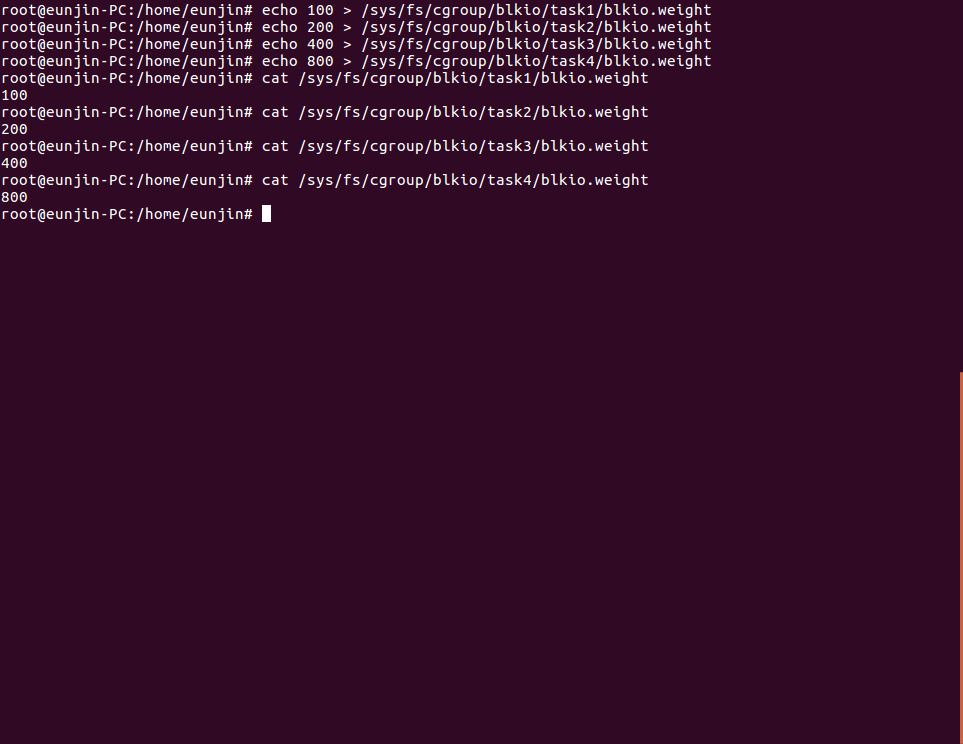 root@eunjin-PC:/home/eunjin# echo 100 > /sys/fs/cgroup/blkio/task1/blkio.weight
root@eunjin-PC:/home/eunjin# echo 200 > /sys/fs/cgroup/blkio/task2/blkio.weight
root@eunjin-PC:/home/eunjin# echo 400 > /sys/fs/cgroup/blkio/task3/blkio.weight
root@eunjin-PC:/home/eunjin# echo 800 > /sys/fs/cgroup/blkio/task4/blkio.weight
root@eunjin-PC:/home/eunjin# cat /sys/fs/cgroup/blkio/task1/blkio.weight
100
root@eunjin-PC:/home/eunjin# cat /sys/fs/cgroup/blkio/task2/blkio.weight
200
root@eunjin-PC:/home/eunjin# cat /sys/fs/cgroup/blkio/task3/blkio.weight
400
root@eunjin-PC:/home/eunjin# cat /sys/fs/cgroup/blkio/task4/blkio.weight
800
root@eunjin-PC:/home/eunjin#